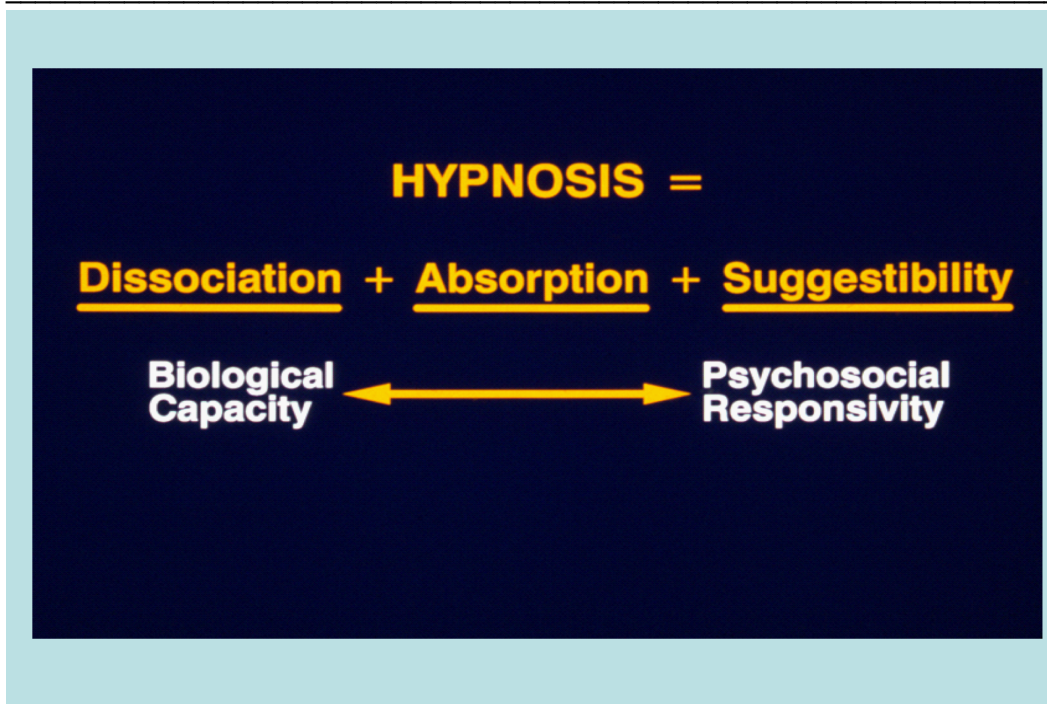 HYPNOSIS =
Dissociation + Absorption + Suggestibility
Biological Psychosocial
Capacity Responsivity